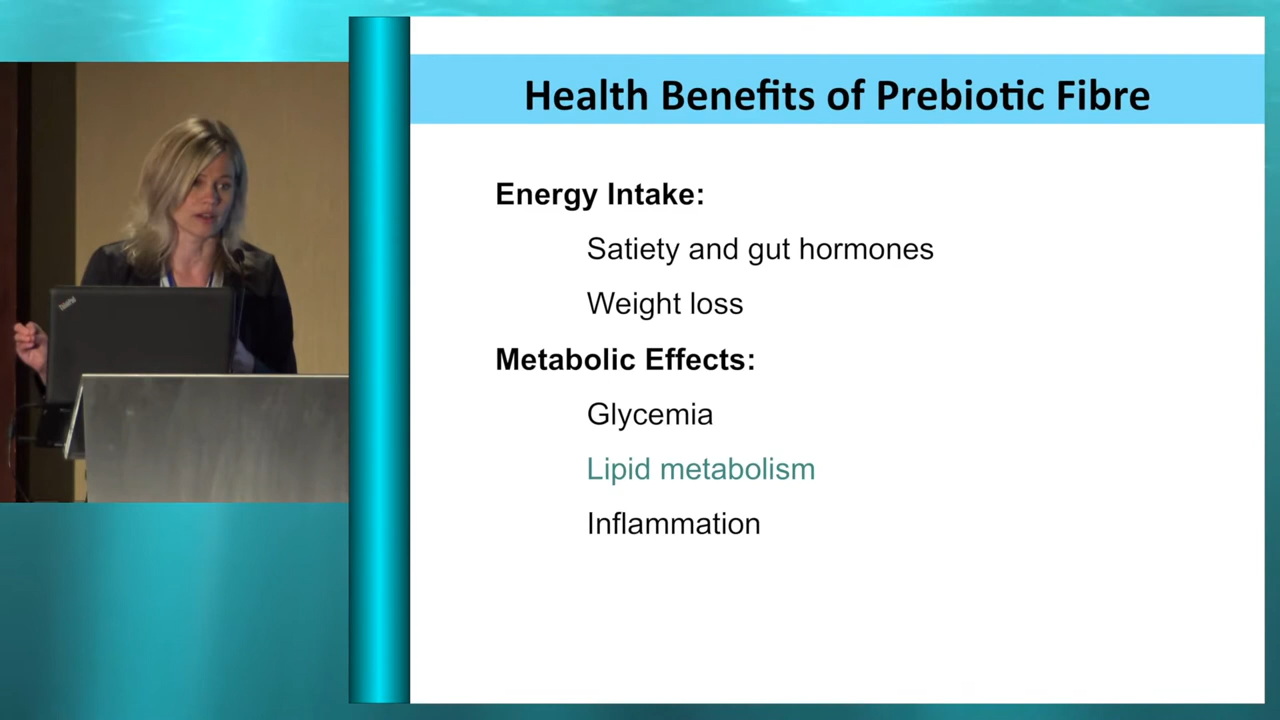 Health Benefits of Prebiotic Fibre
Energy Intake:
Satiety and gut hormones
Weight loss
Metabolic Effects:
Glycemia
Lipid metabolism
Inflammation
ThinkPad